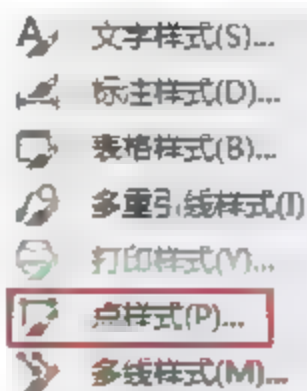 文字样式(S)...
标注样式(D)...
表格样式(B)...
多重引线样式(I)
打印样式(Y)...
点样式(P)...
多线样式(M)...